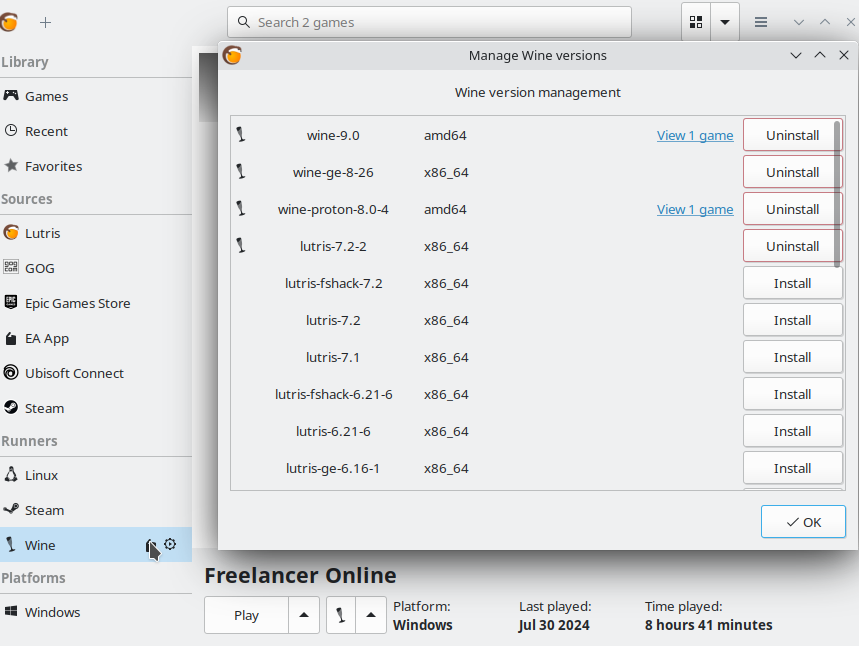 Search 2 games
Library
Games
Recent
Favorites
Sources
Lutris
GOG
Epic Games Store
EA App
Ubisoft Connect
Steam
Runners
Linux
Steam
Wine
Platforms
Windows
Manage Wine versions
Wine version management
wine-9.0 amd64 View 1 game Uninstall
wine-ge-8-26 x86_64 Uninstall
wine-proton-8.0-4 amd64 View 1 game Uninstall
lutris-7.2-2 x86_64 Uninstall
lutris-fshack-7.2 x86_64 Install
lutris-7.2 x86_64 Install
lutris-7.1 x86_64 Install
lutris-fshack-6.21-6 x86_64 Install
lutris-6.21-6 x86_64 Install
lutris-ge-6.16-1 x86_64 Install
OK
Freelancer Online
Play
Platform: Last played: Time played:
Windows Jul 30 2024 8 hours 41 minutes